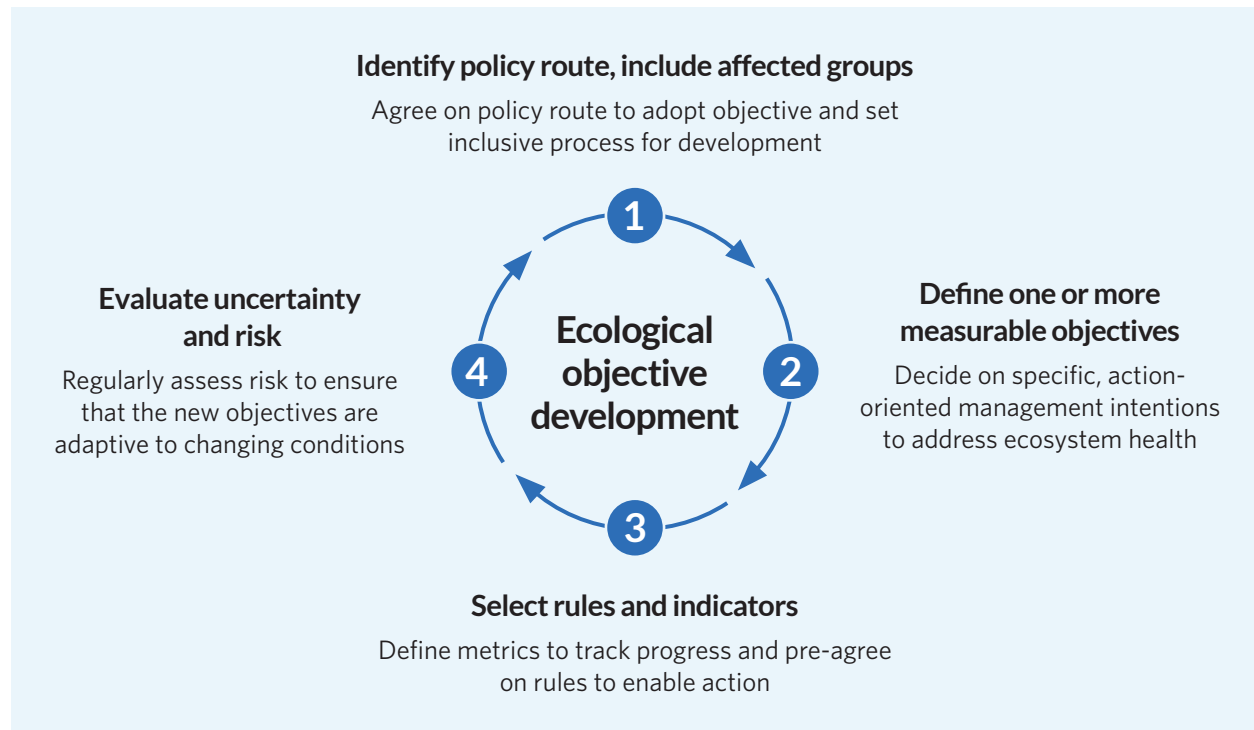 Identify policy route, include affected groups
Agree on policy route to adopt objective and set
inclusive process for development
1
Define one or more
measurable objectives
Decide on specific, action-
oriented management intentions
to address ecosystem health
2
Select rules and indicators
Define metrics to track progress and pre-agree
on rules to enable action
3
Evaluate uncertainty
and risk
Regularly assess risk to ensure
that the new objectives are
adaptive to changing conditions
4
Ecological
objective
development